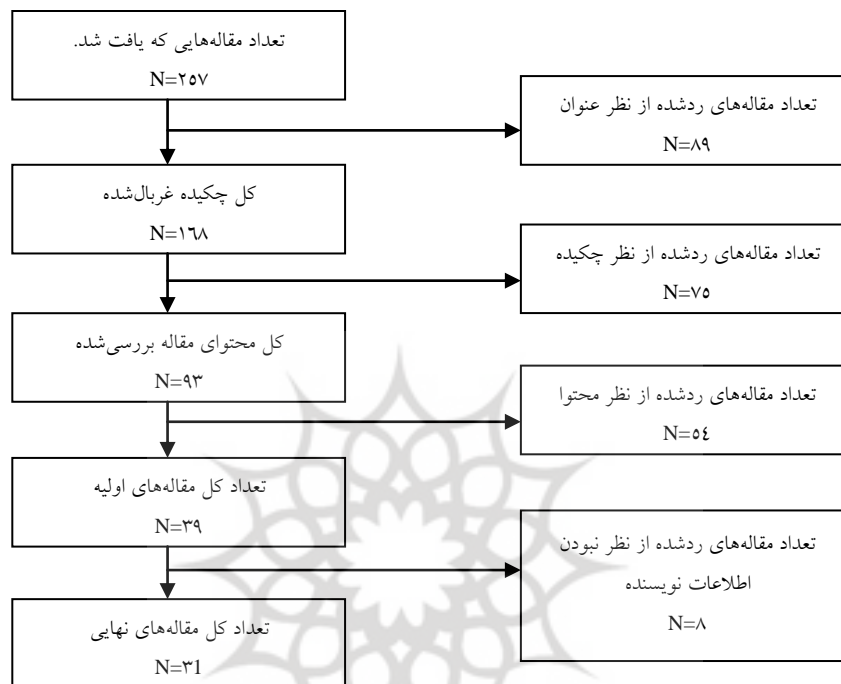 تعداد مقاله‌هایی که یافت شد.
N=۲۵۷
تعداد مقاله‌های ردشده از نظر عنوان
N=۸۹
کل چکیده غربال‌شده
N=۱۶۸
تعداد مقاله‌های ردشده از نظر چکیده
N=۷۵
کل محتوای مقاله بررسی‌شده
N=۹۳
تعداد مقاله‌های ردشده از نظر محتوا
N=٥٤
تعداد کل مقاله‌های اولیه
N=۳۹
تعداد مقاله‌های ردشده از نظر نبودن
اطلاعات نویسنده
N=۸
تعداد کل مقاله‌های نهایی
N=۳1